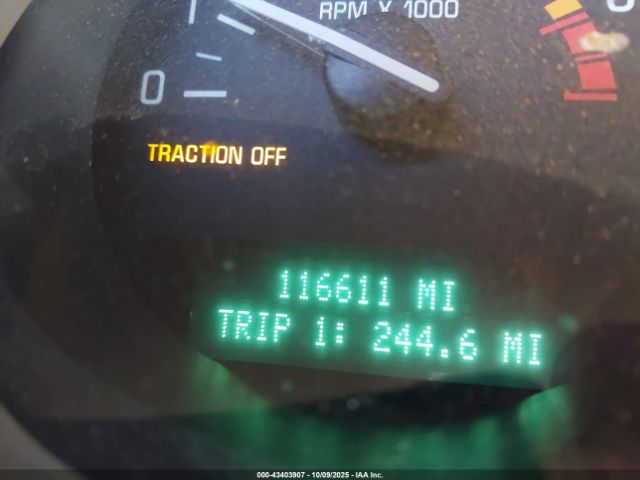 RPM X 1000
0
TRACTION OFF
116611 MI
TRIP 1: 244.6 MI
000-43403907 - 10/09/2025 - IAA Inc.